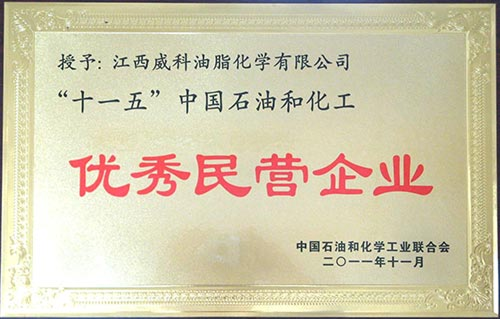 授予: 江西威科油脂化学有限公司
“十一五”中国石油和化工
优秀民营企业
中国石油和化学工业联合会
二〇一一年十一月